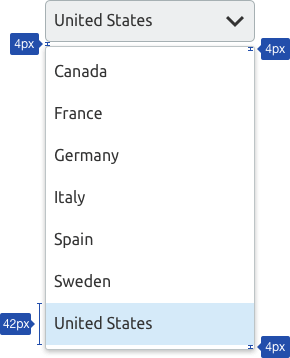 United States
4px
4px
Canada
France
Germany
Italy
Spain
Sweden
United States
42px
4px